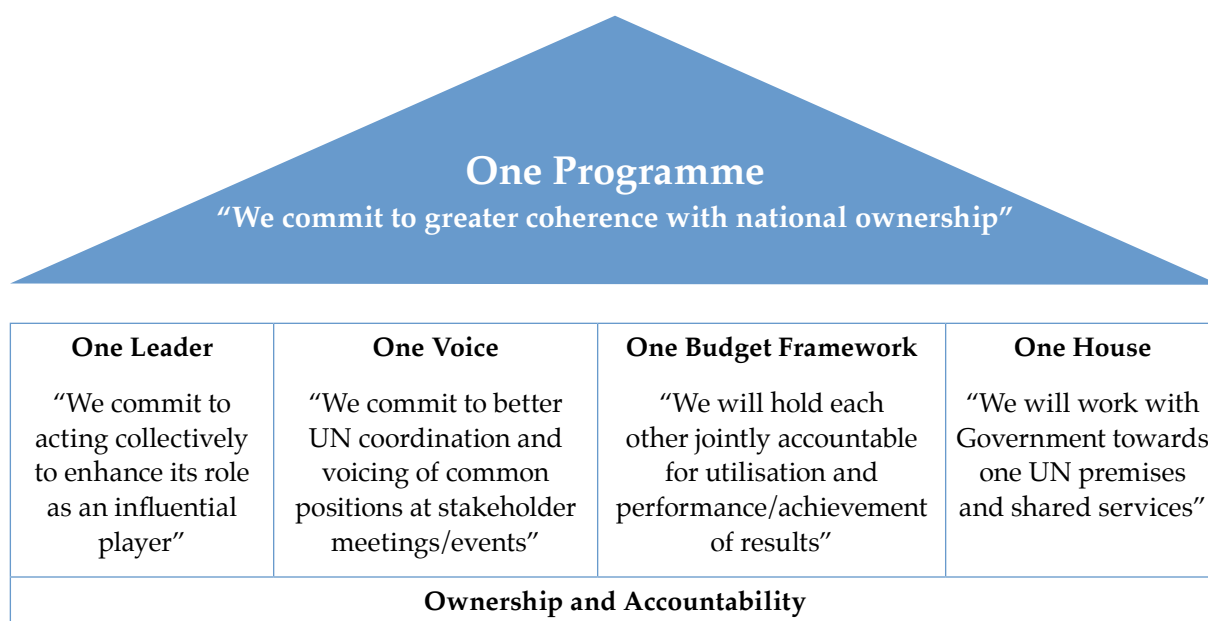 One Programme
“We commit to greater coherence with national ownership”
One Leader
“We commit to
acting collectively
to enhance its role
as an influential
player”
One Voice
“We commit to better
UN coordination and
voicing of common
positions at stakeholder
meetings/events”
One Budget Framework
“We will hold each
other jointly accountable
for utilisation and
performance/achievement
of results”
One House
“We will work with
Government towards
one UN premises
and shared services”
Ownership and Accountability